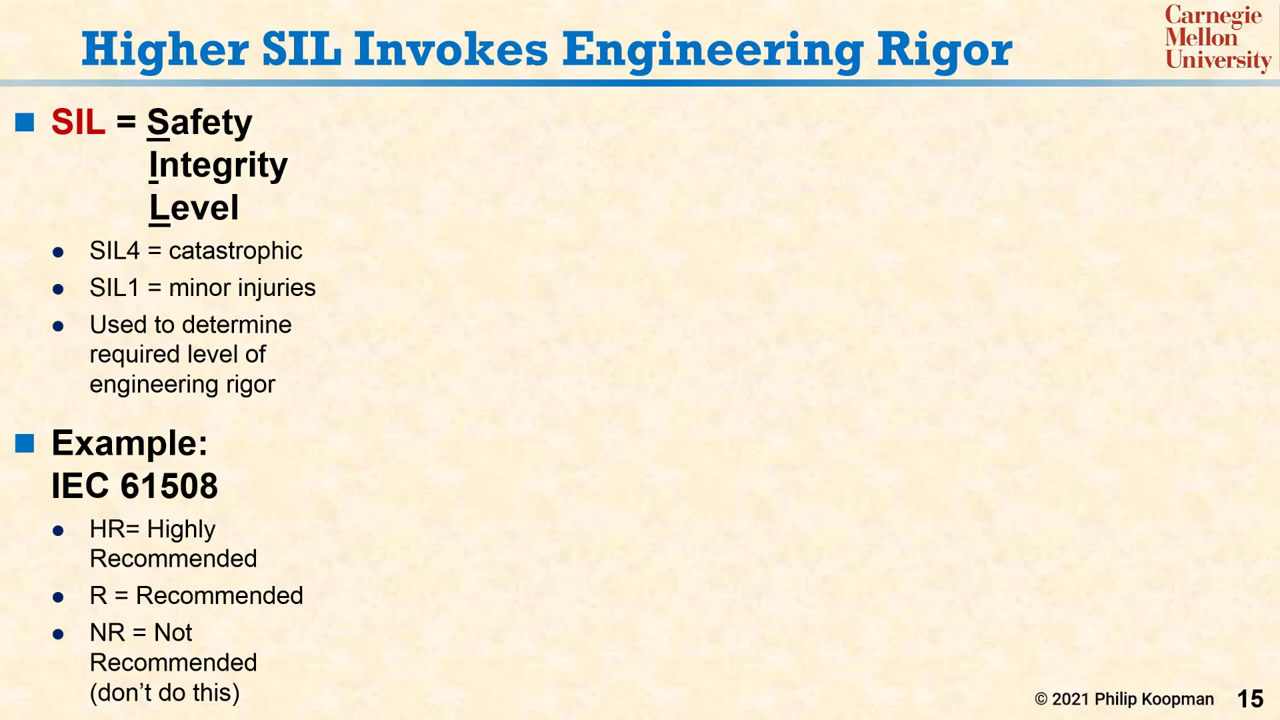 Higher SIL Invokes Engineering Rigor
Carnegie
Mellon
University
SIL = Safety
Integrity
Level
SIL4 = catastrophic
SIL1 = minor injuries
Used to determine
required level of
engineering rigor
Example:
IEC 61508
HR= Highly
Recommended
R = Recommended
NR = Not
Recommended
(don’t do this)
© 2021 Philip Koopman 15